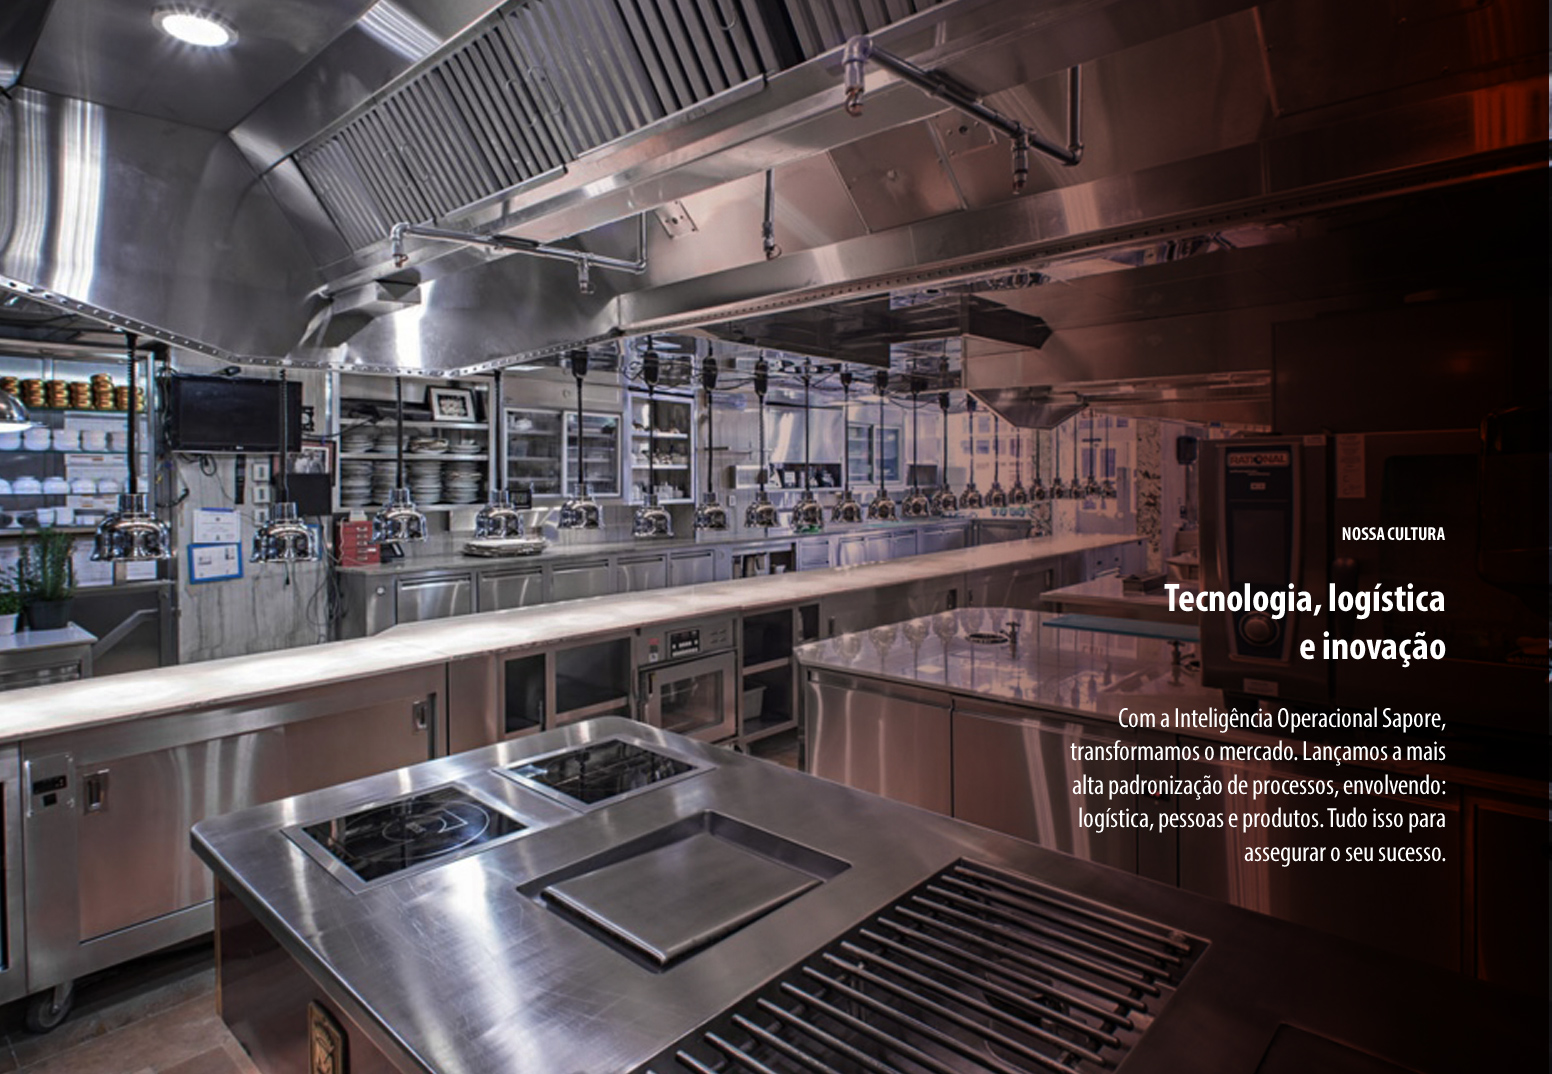 RATIONAL
NOSSA CULTURA
Tecnologia, logística
e inovação
Com a Inteligência Operacional Sapore,
transformamos o mercado. Lançamos a mais
alta padronização de processos, envolvendo:
logística, pessoas e produtos. Tudo isso para
assegurar o seu sucesso.